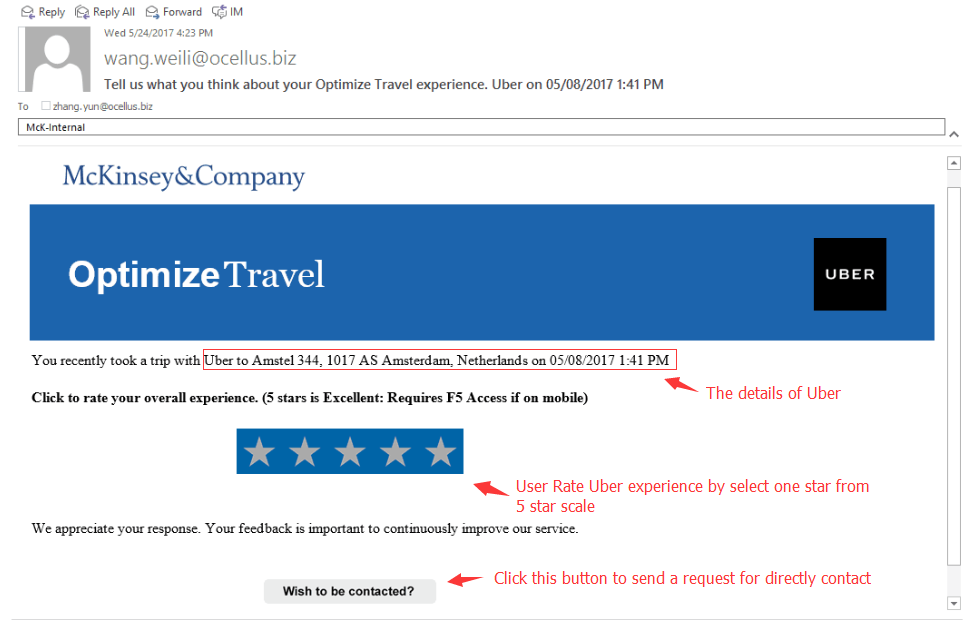 Reply Reply All Forward IM
Wed 5/24/2017 4:23 PM
wang.weili@ocellus.biz
Tell us what you think about your Optimize Travel experience. Uber on 05/08/2017 1:41 PM
To zhang.yun@ocellus.biz
McK-Internal
McKinsey&Company
Optimize Travel
UBER
You recently took a trip with Uber to Amstel 344, 1017 AS Amsterdam, Netherlands on 05/08/2017 1:41 PM
The details of Uber
Click to rate your overall experience. (5 stars is Excellent: Requires F5 Access if on mobile)
User Rate Uber experience by select one star from
5 star scale
We appreciate your response. Your feedback is important to continuously improve our service.
Click this button to send a request for directly contact
Wish to be contacted?